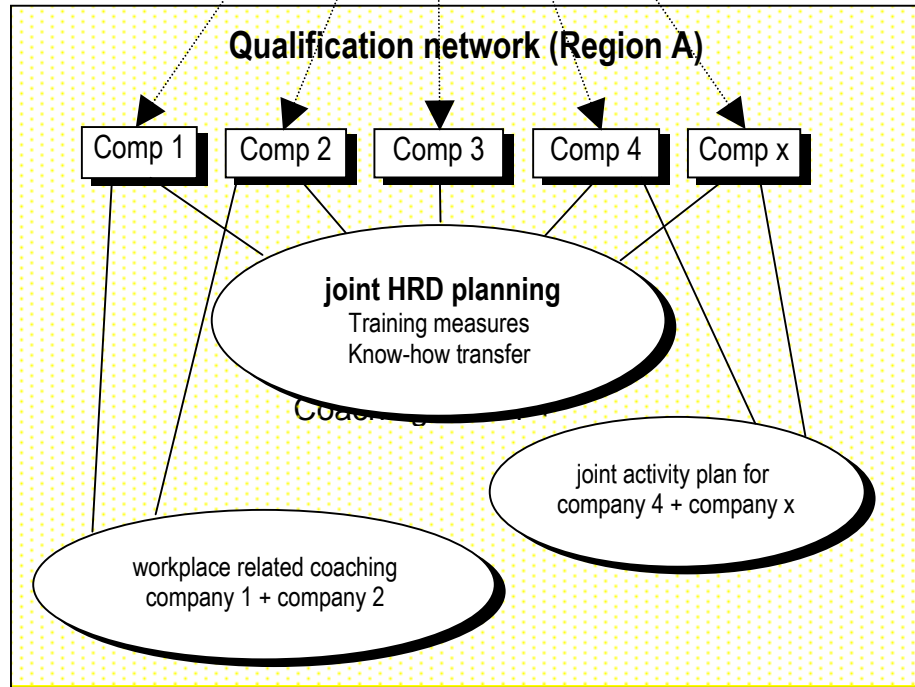 Qualification network (Region A)
Comp 1 Comp 2 Comp 3 Comp 4 Comp x
joint HRD planning
Training measures
Know-how transfer
joint activity plan for
company 4 + company x
workplace related coaching
company 1 + company 2